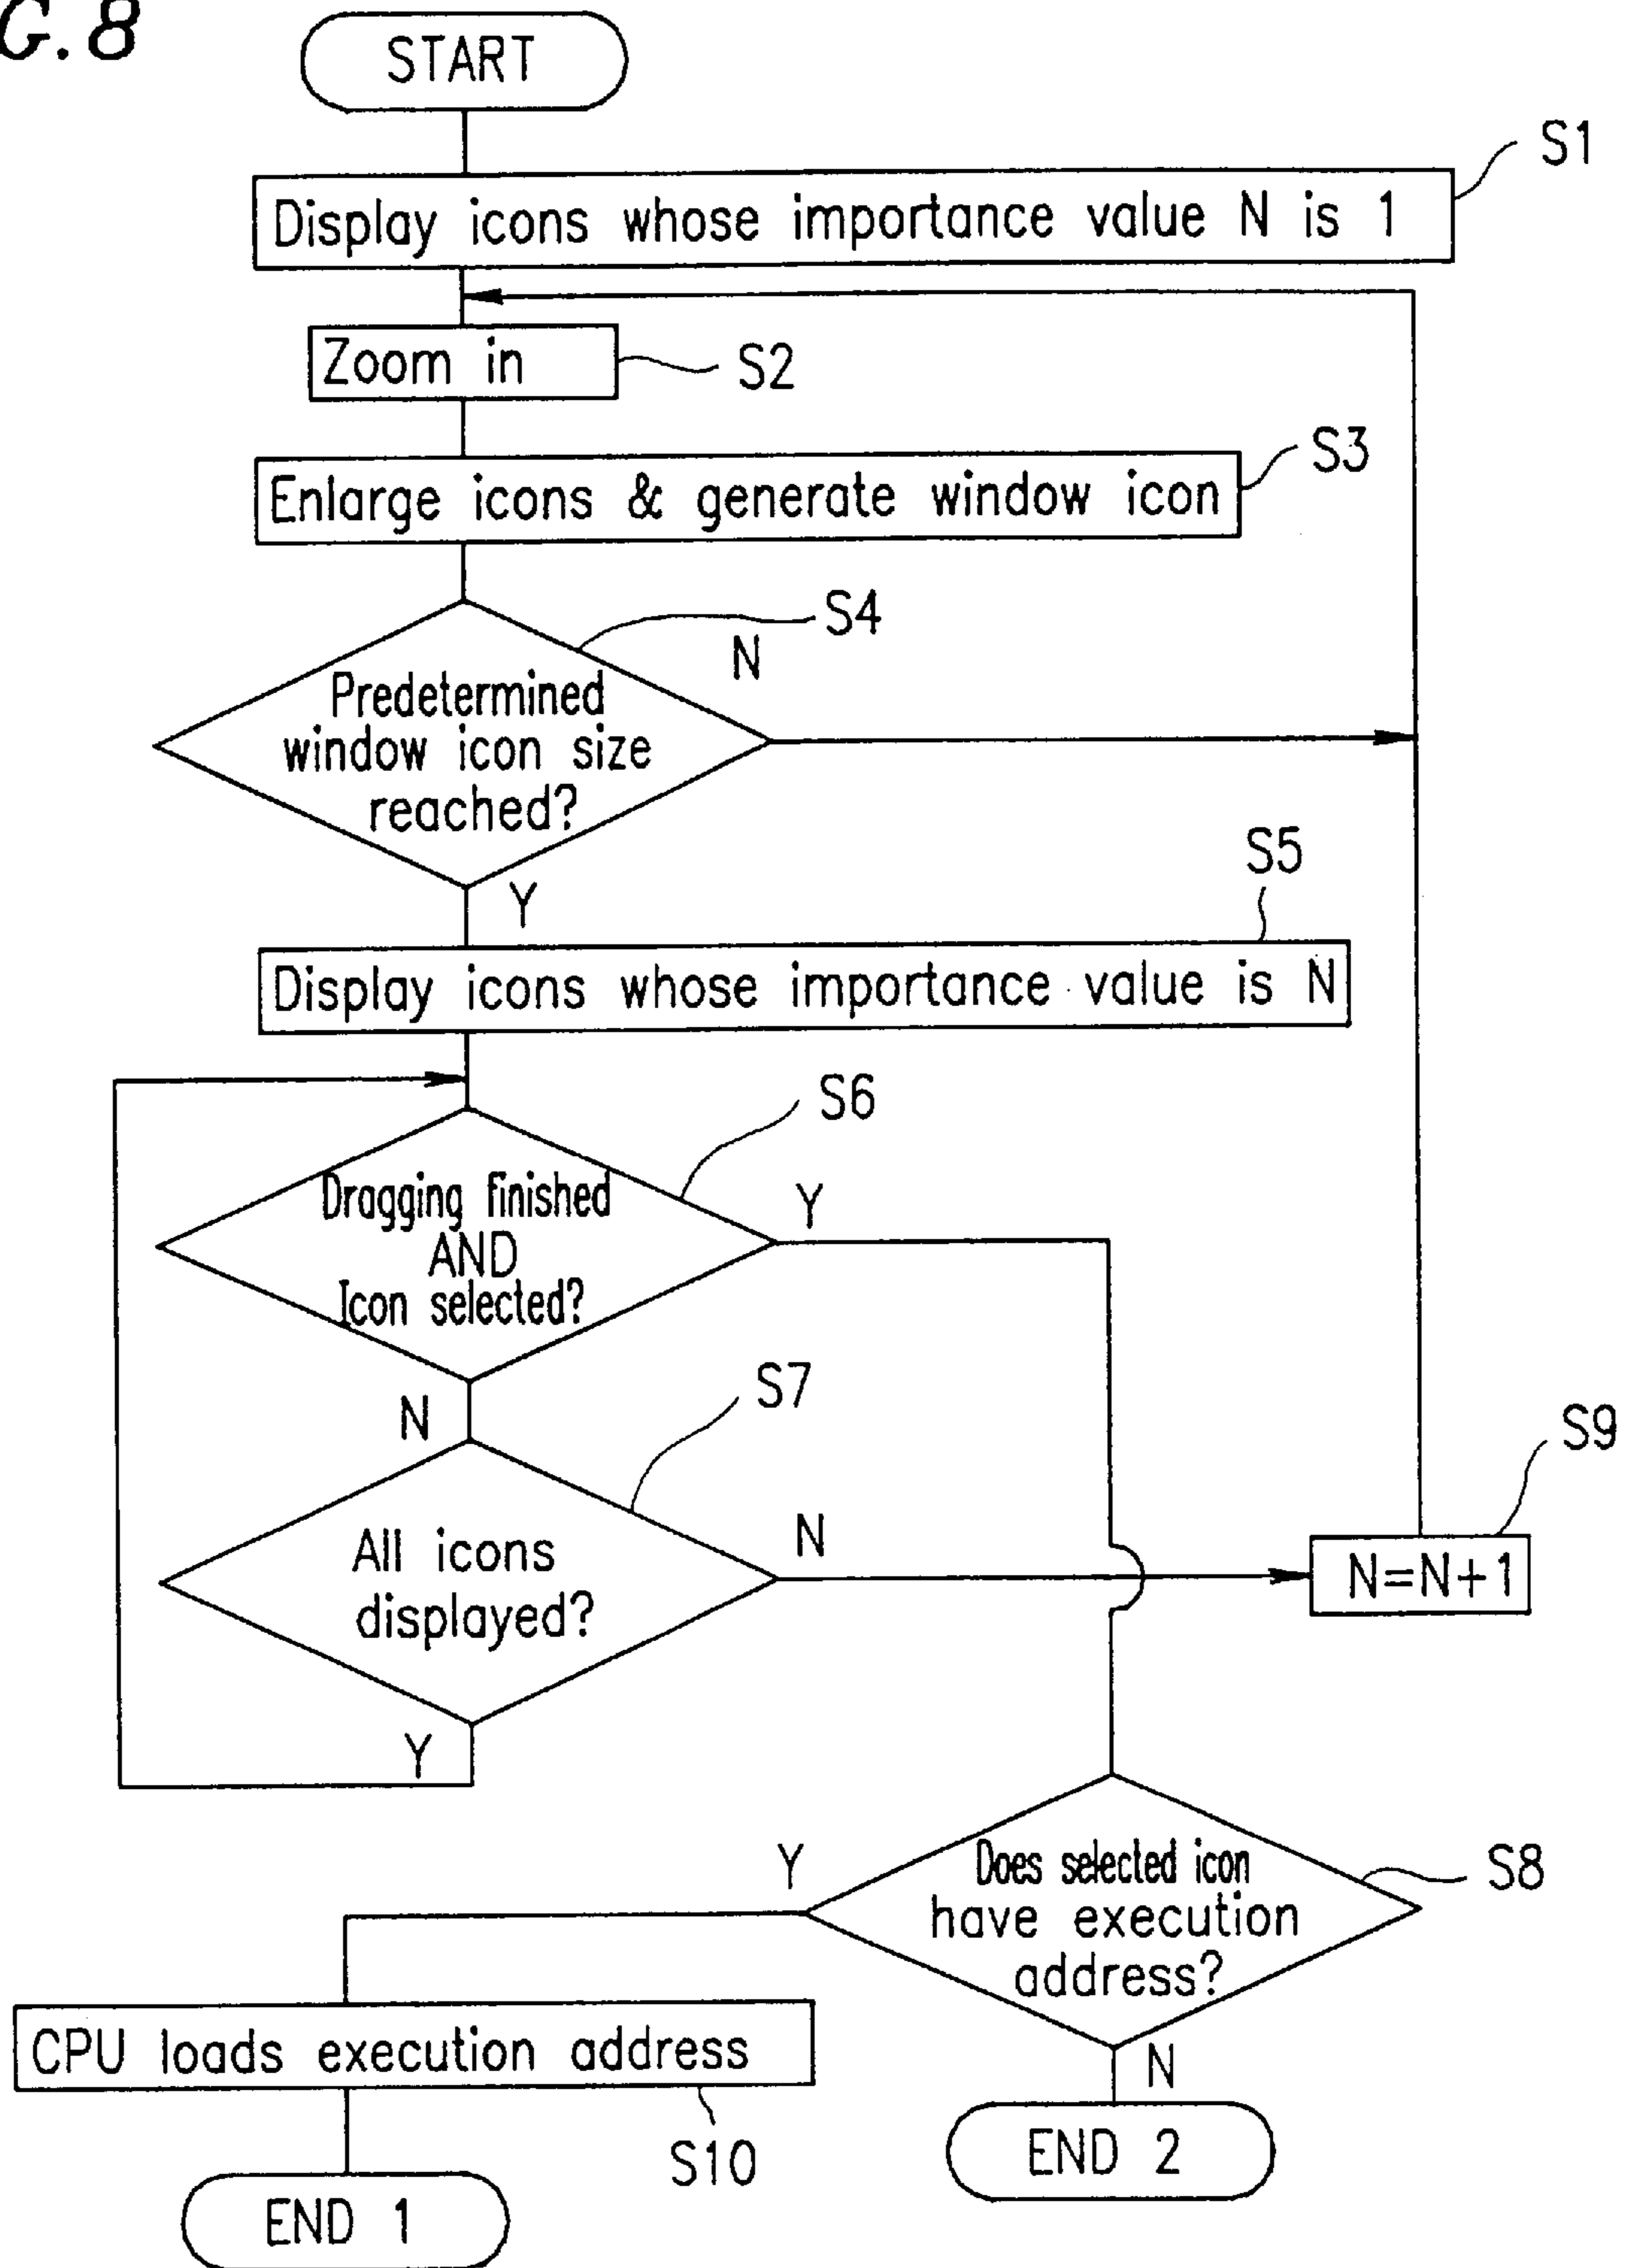 G.8
START
S1
Display icons whose importance value N is 1
Zoom in
S2
S3
Enlarge icons & generate window icon
S4
N
Predetermined
window icon size
reached?
Y
S5
Display icons whose importance value is N
S6
Y
Dragging finished
AND
Icon selected?
N
S7
S9
All icons
displayed?
N
N=N+1
Y
Y
Does selected icon
have execution
address?
S8
CPU loads execution address
N
S10
END 2
END 1